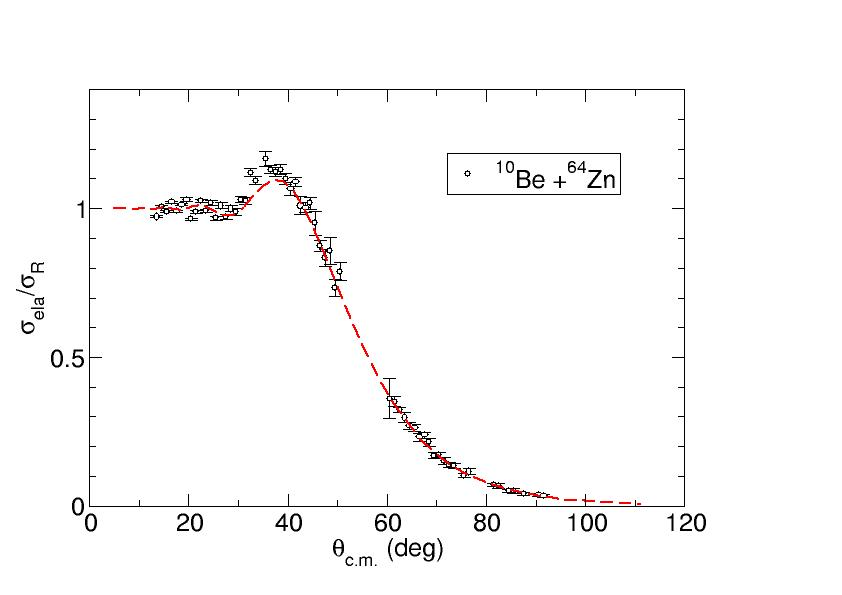 ¹⁰Be + ⁶⁴Zn
1
σela/σR
0.5
0
0 20 40 60 80 100 120
θc.m. (deg)